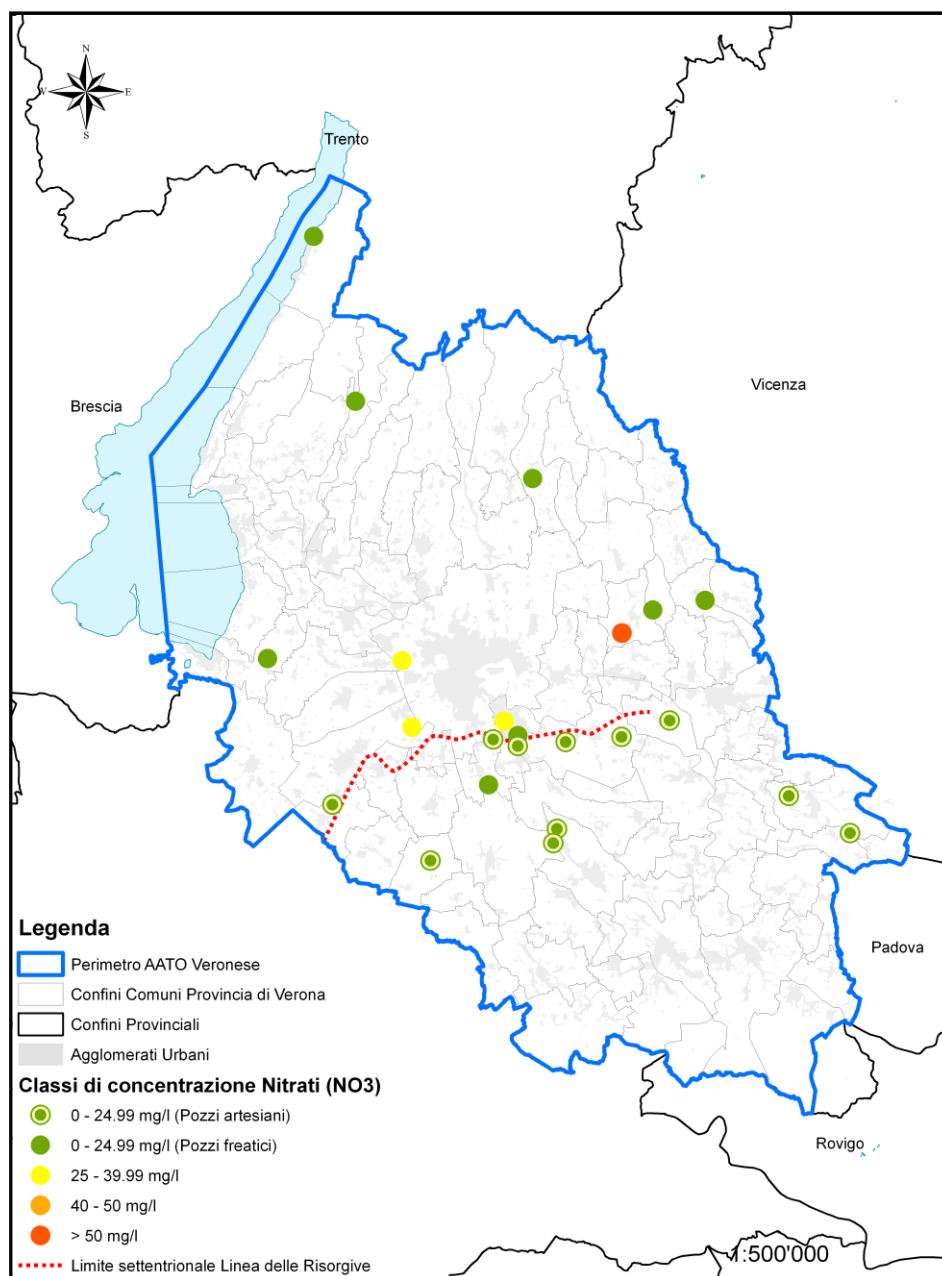 N
W
E
S
Trento
Vicenza
Brescia
Legenda
Perimetro AATO Veronese
Confini Comuni Provincia di Verona
Confini Provinciali
Agglomerati Urbani
Classi di concentrazione Nitrati (NO3)
0 - 24.99 mg/l (Pozzi artesiani)
0 - 24.99 mg/l (Pozzi freatici)
25 - 39.99 mg/l
40 - 50 mg/l
> 50 mg/l
Limite settentrionale Linea delle Risorgive
Padova
Rovigo
1:500'000